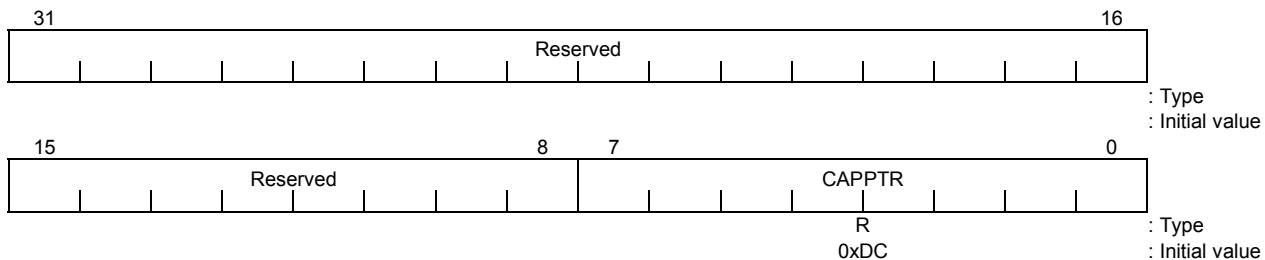 31 16
Reserved
: Type
: Initial value
15 8 7 0
Reserved CAPPTR
R : Type
0xDC : Initial value